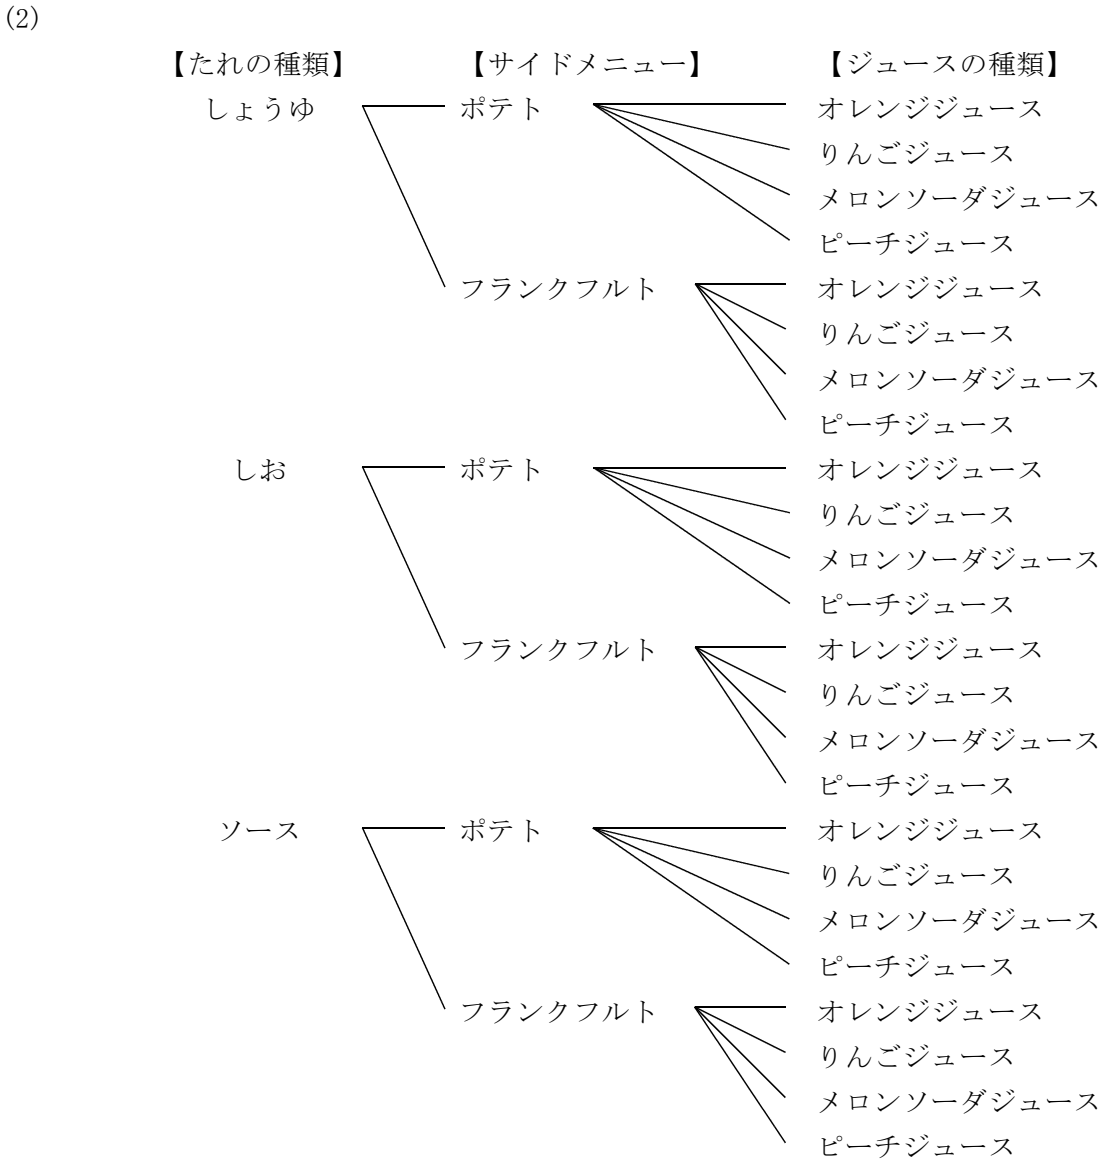 (2)
【たれの種類】 【サイドメニュー】 【ジュースの種類】
しょうゆ ポテト オレンジジュース
りんごジュース
メロンソーダジュース
ピーチジュース
フランクフルト オレンジジュース
りんごジュース
メロンソーダジュース
ピーチジュース
しお ポテト オレンジジュース
りんごジュース
メロンソーダジュース
ピーチジュース
フランクフルト オレンジジュース
りんごジュース
メロンソーダジュース
ピーチジュース
ソース ポテト オレンジジュース
りんごジュース
メロンソーダジュース
ピーチジュース
フランクフルト オレンジジュース
りんごジュース
メロンソーダジュース
ピーチジュース